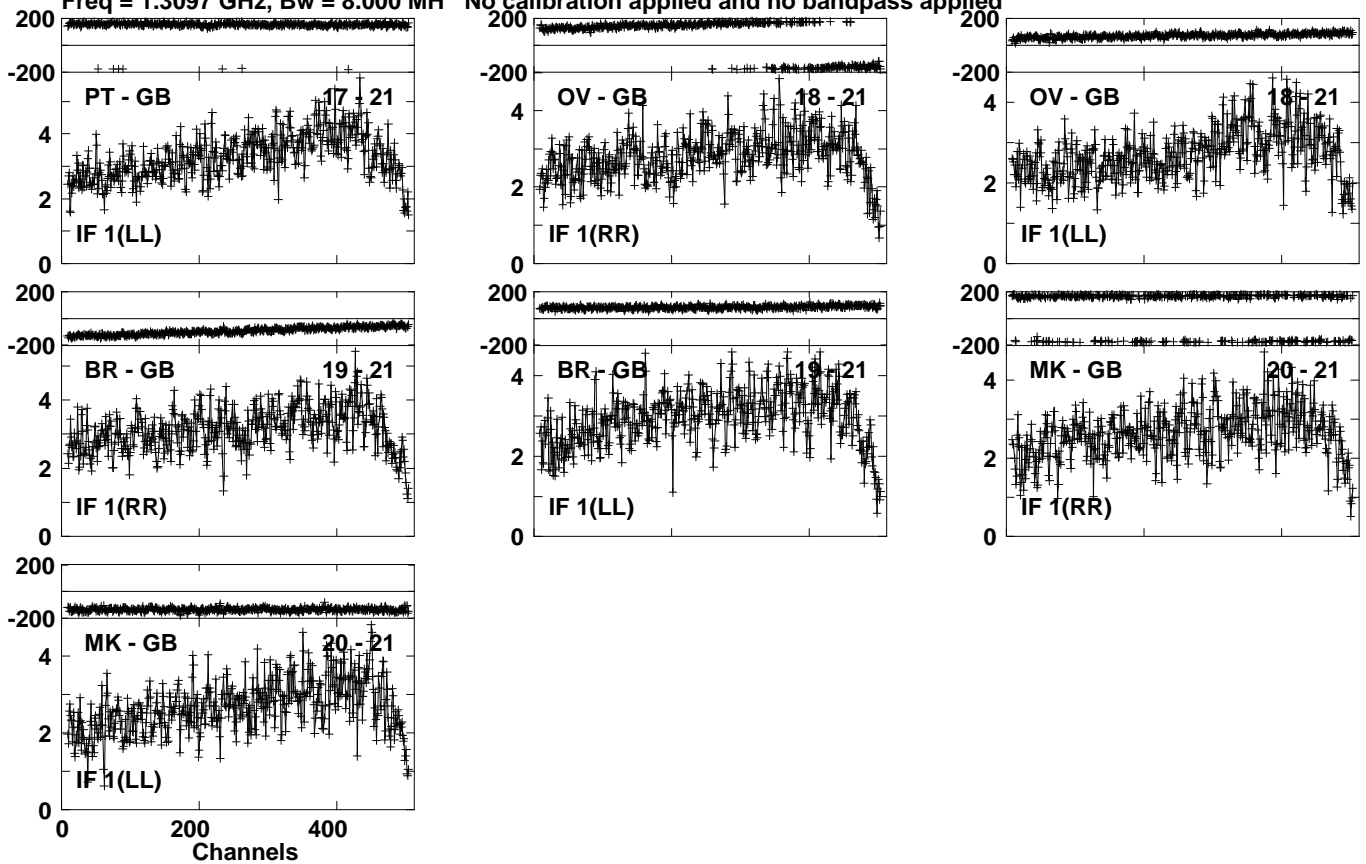 Freq = 1.3097 GHz, Bw = 8.000 MH No calibration applied and no bandpass applied
200
-200
PT - GB 17 - 21
4
2
IF 1(LL)
0
200
-200
OV - GB 18 - 21
4
2
IF 1(RR)
0
200
-200
OV - GB 18 - 21
4
2
IF 1(LL)
0
200
-200
BR - GB 19 - 21
4
2
IF 1(RR)
0
200
-200
BR - GB 19 - 21
4
2
IF 1(LL)
0
200
-200
MK - GB 20 - 21
4
2
IF 1(RR)
0
200
-200
MK - GB 20 - 21
4
2
IF 1(LL)
0
0 200 400
Channels